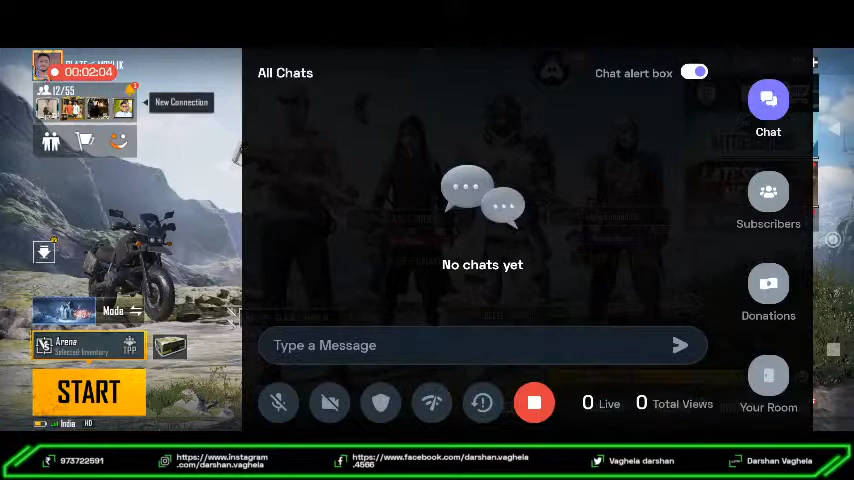 00:02:04
12/55
New Connection
Mode
Arena
Selected Inventory
TPP
START
India
HD
All Chats
Chat alert box
No chats yet
Type a Message
0 Live
0 Total Views
Chat
Subscribers
Donations
Your Room
973722591
https://www.instagram
.com/darshan.vaghela
https://www.facebook.com/darshan.vaghela
.4566
Vaghela darshan
Darshan Vaghela